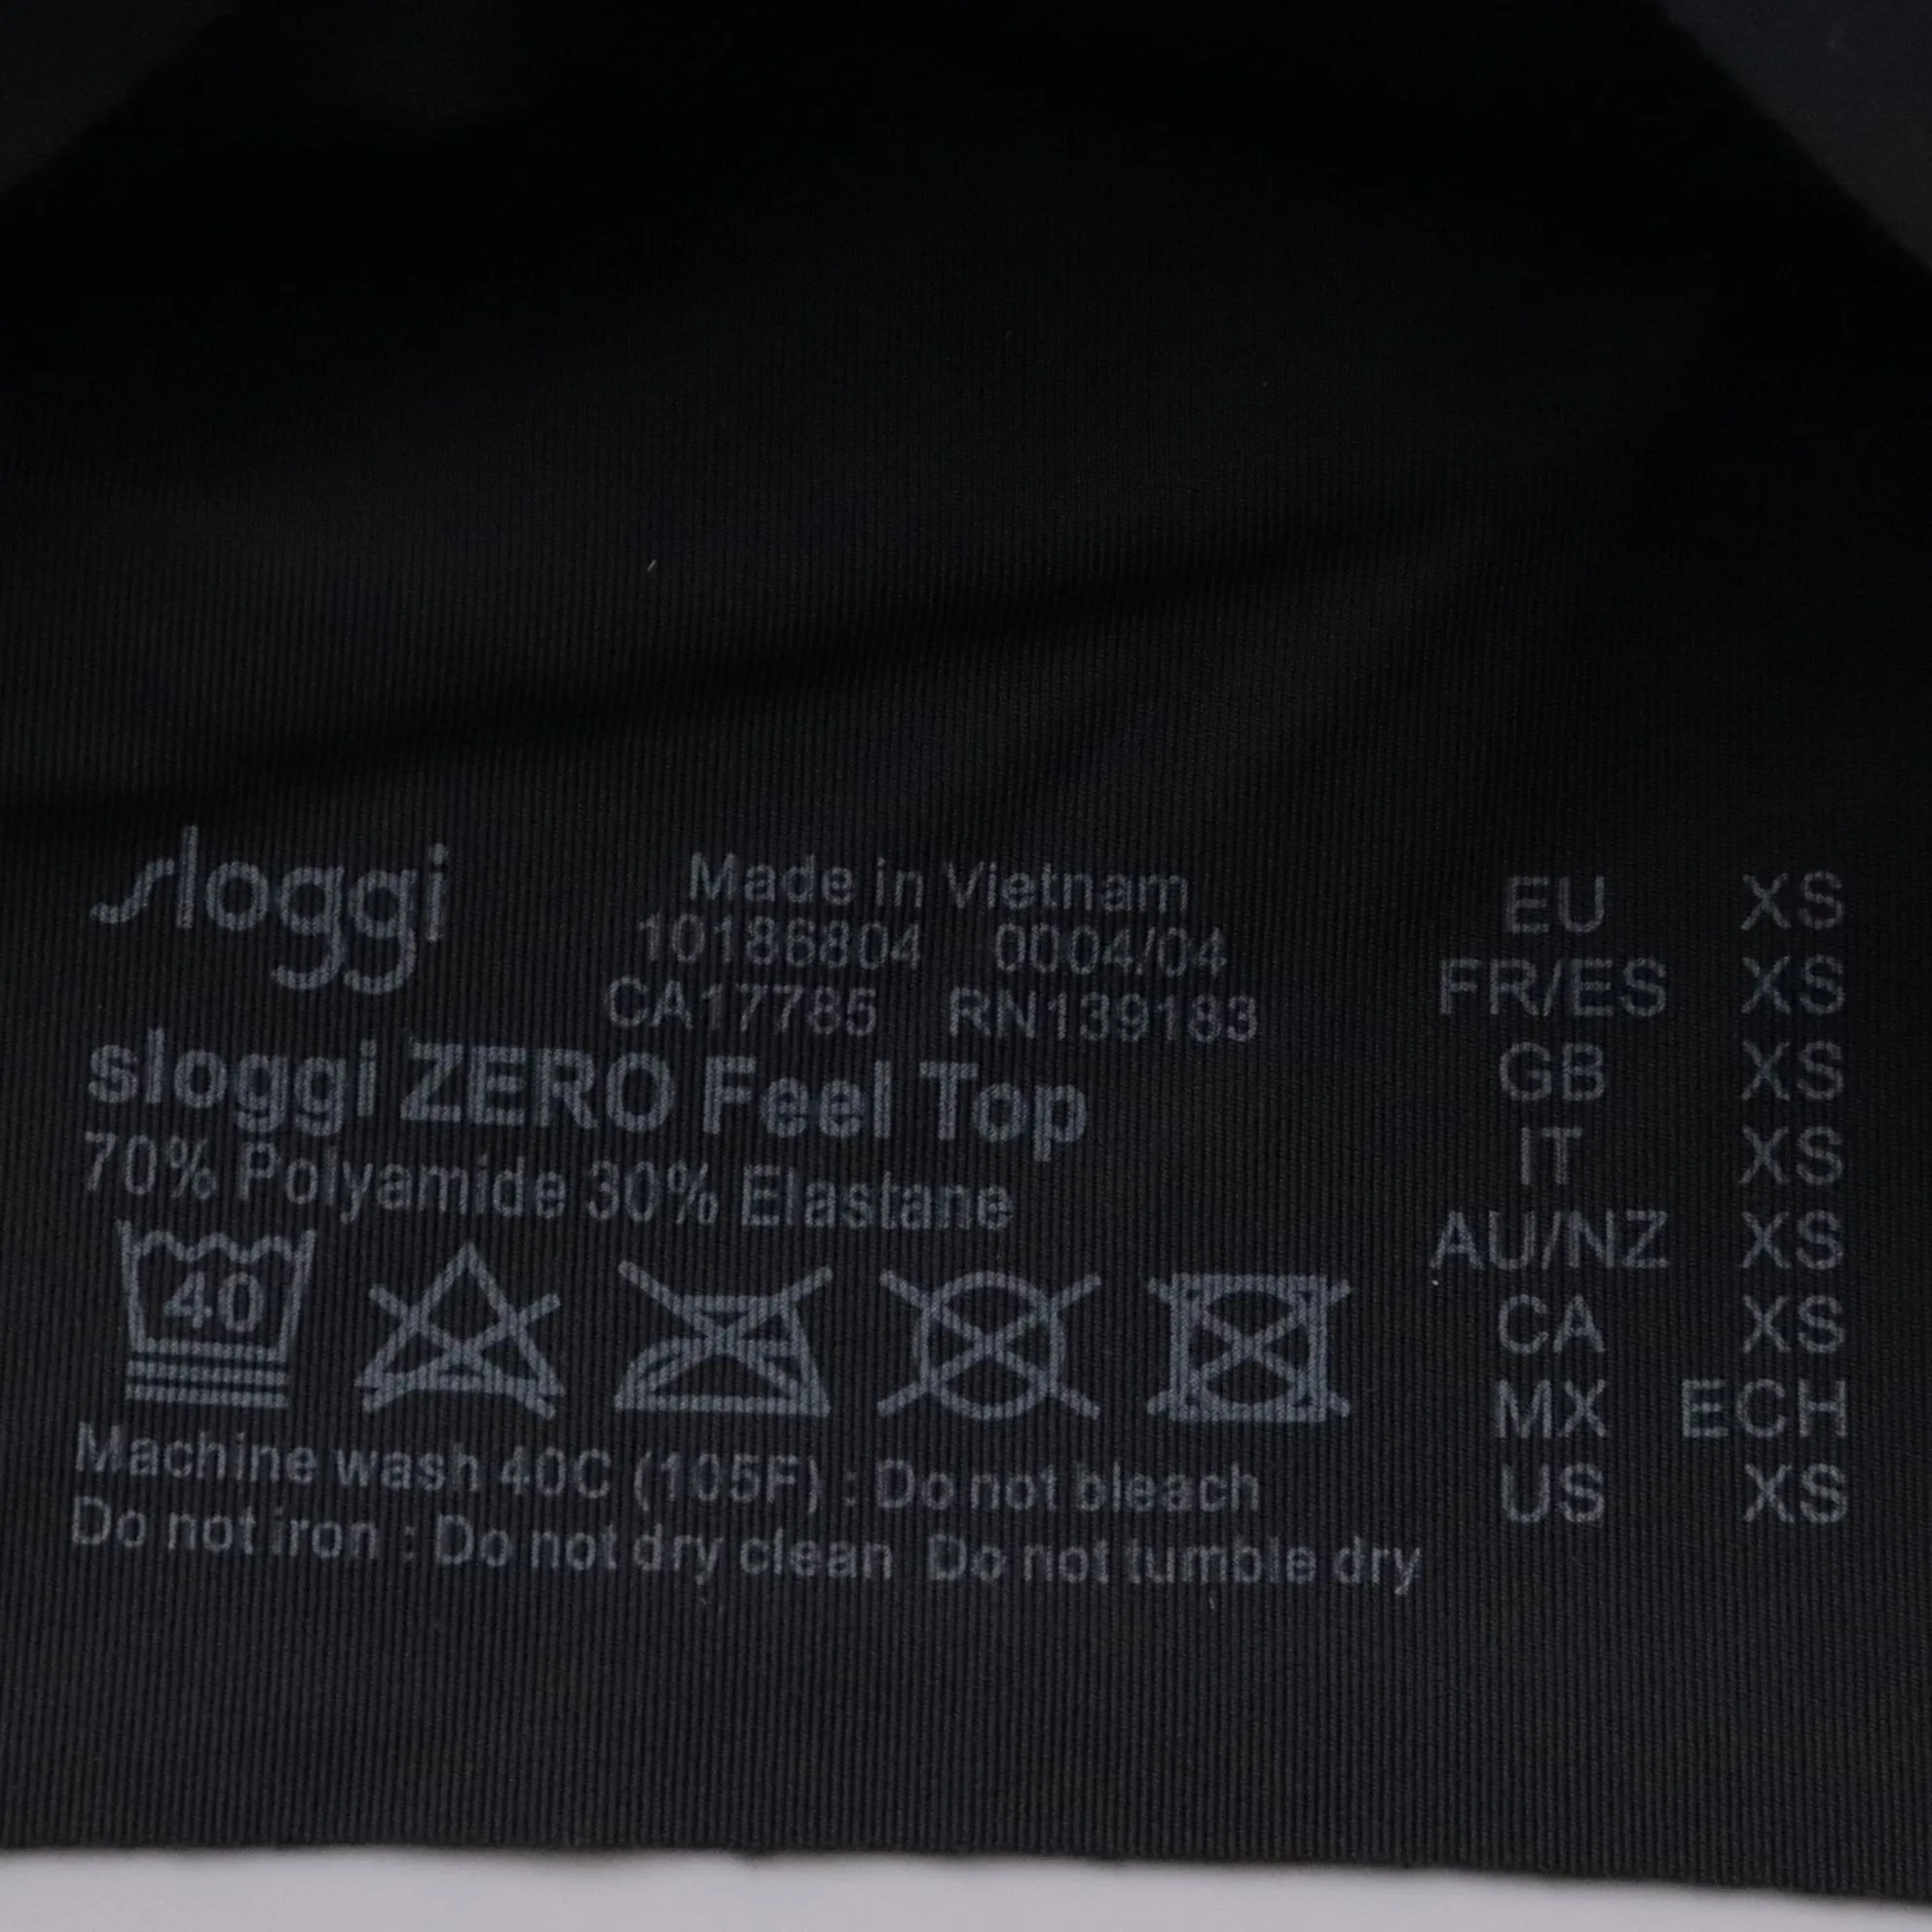 sloggi
Made in Vietnam
10186804 0004/04
CA17785 RN139183
sloggi ZERO Feel Top
70% Polyamide 30% Elastane
40
Machine wash 40C (105F) : Do not bleach
Do not iron : Do not dry clean Do not tumble dry
EU XS
FR/ES XS
GB XS
IT XS
AU/NZ XS
CA XS
MX ECH
US XS